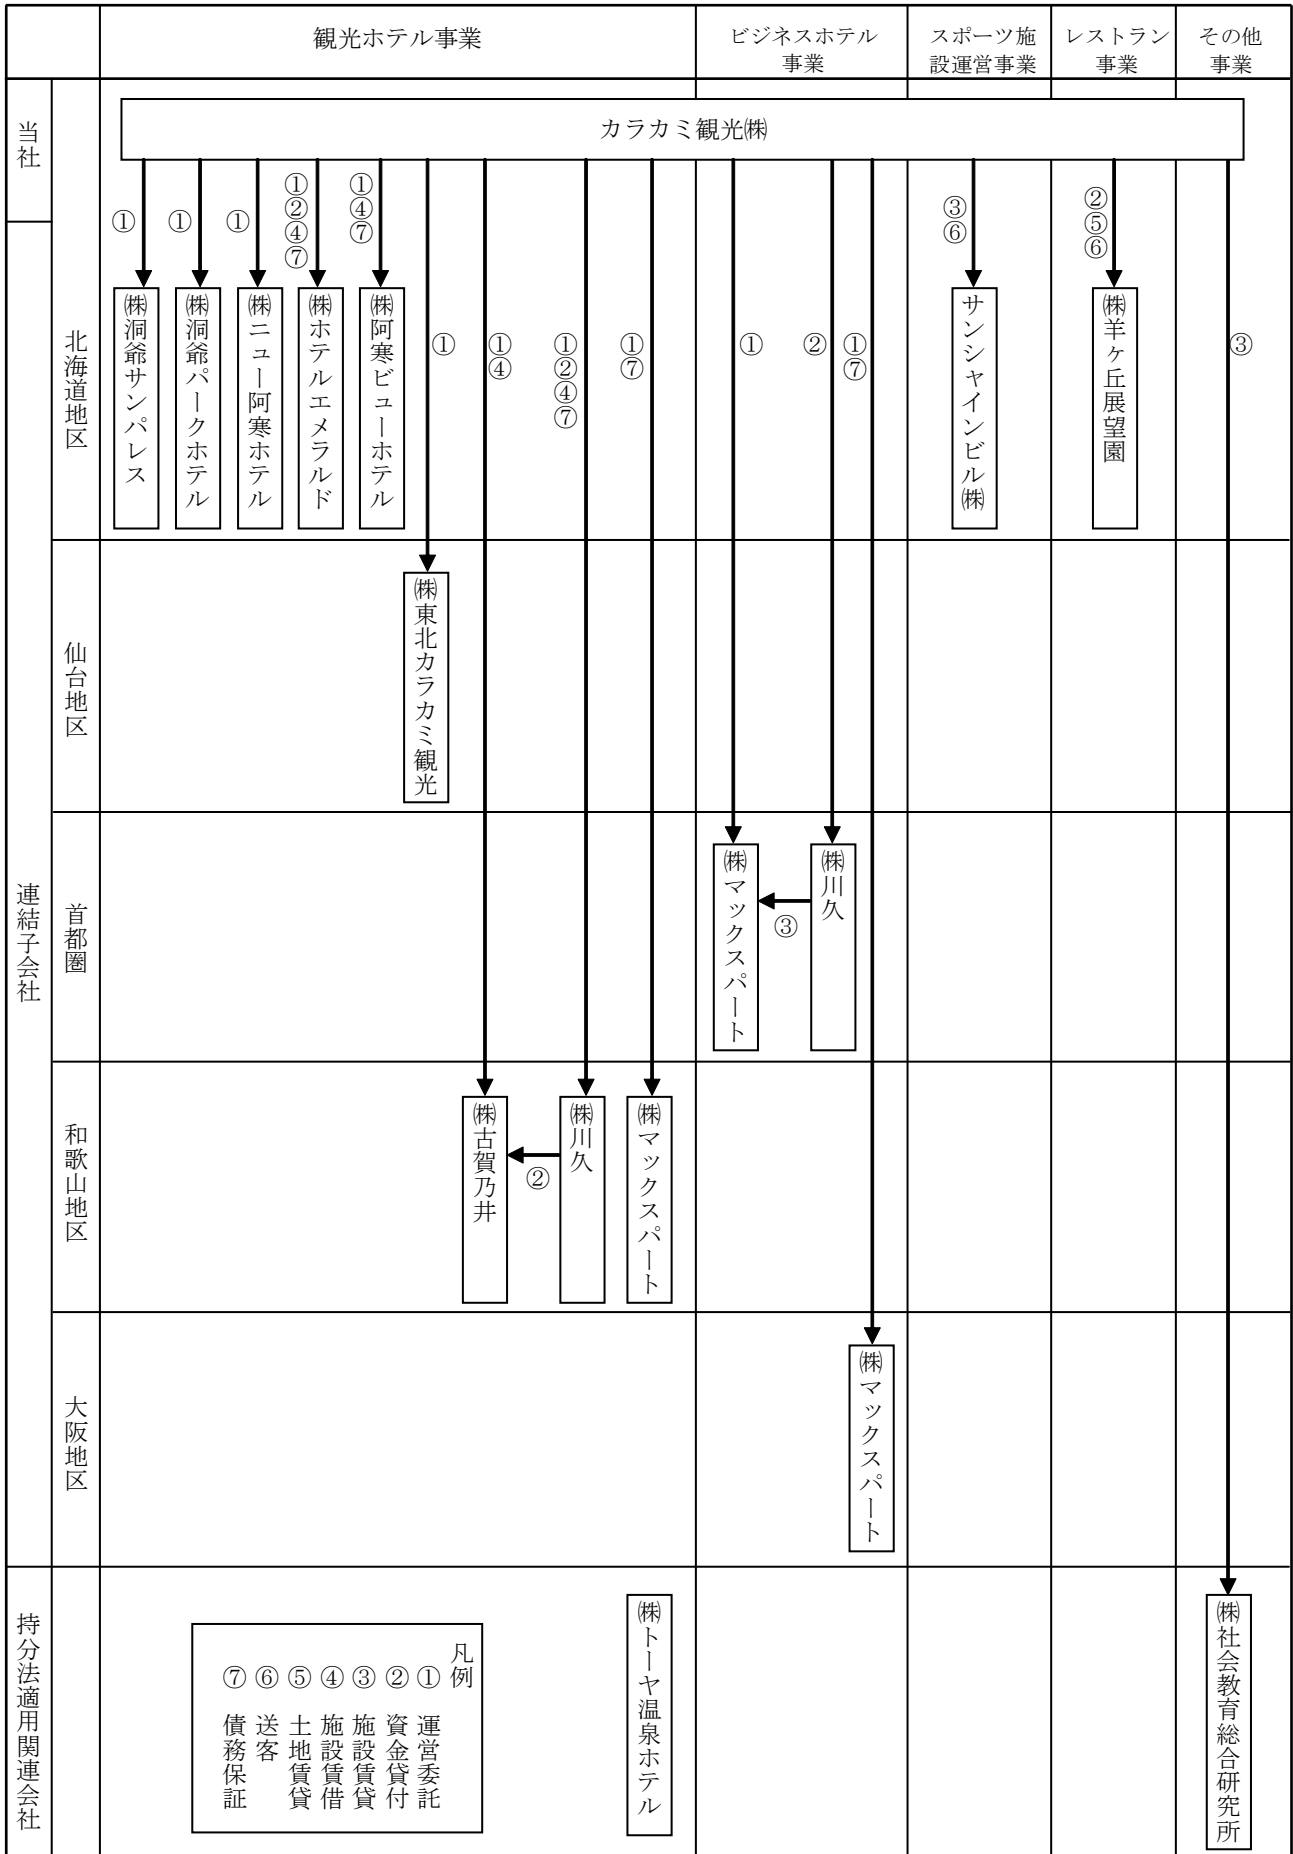 観光ホテル事業
ビジネスホテル
事業
スポーツ施
設運営事業
レストラン
事業
その他
事業
当社
カラカミ観光㈱
①
①
①
①②④⑦
①④⑦
③⑥
②⑤⑥
連結子会社
北海道地区
㈱洞爺サンパレス
㈱洞爺パークホテル
㈱ニュー阿寒ホテル
㈱ホテルエメラルド
㈱阿寒ビューホテル
①
①④
①②④⑦
①⑦
①
②
①⑦
サンシャインビル㈱
㈱羊ヶ丘展望園
③
仙台地区
㈱東北カラカミ観光
首都圏
㈱マックスパート
③
㈱川久
和歌山地区
㈱古賀乃井
②
㈱川久
㈱マックスパート
大阪地区
㈱マックスパート
持分法適用関連会社
凡例
① 運営委託
② 資金貸付
③ 施設賃貸
④ 施設賃借
⑤ 土地賃貸
⑥ 送客
⑦ 債務保証
㈱トーヤ温泉ホテル
㈱社会教育総合研究所